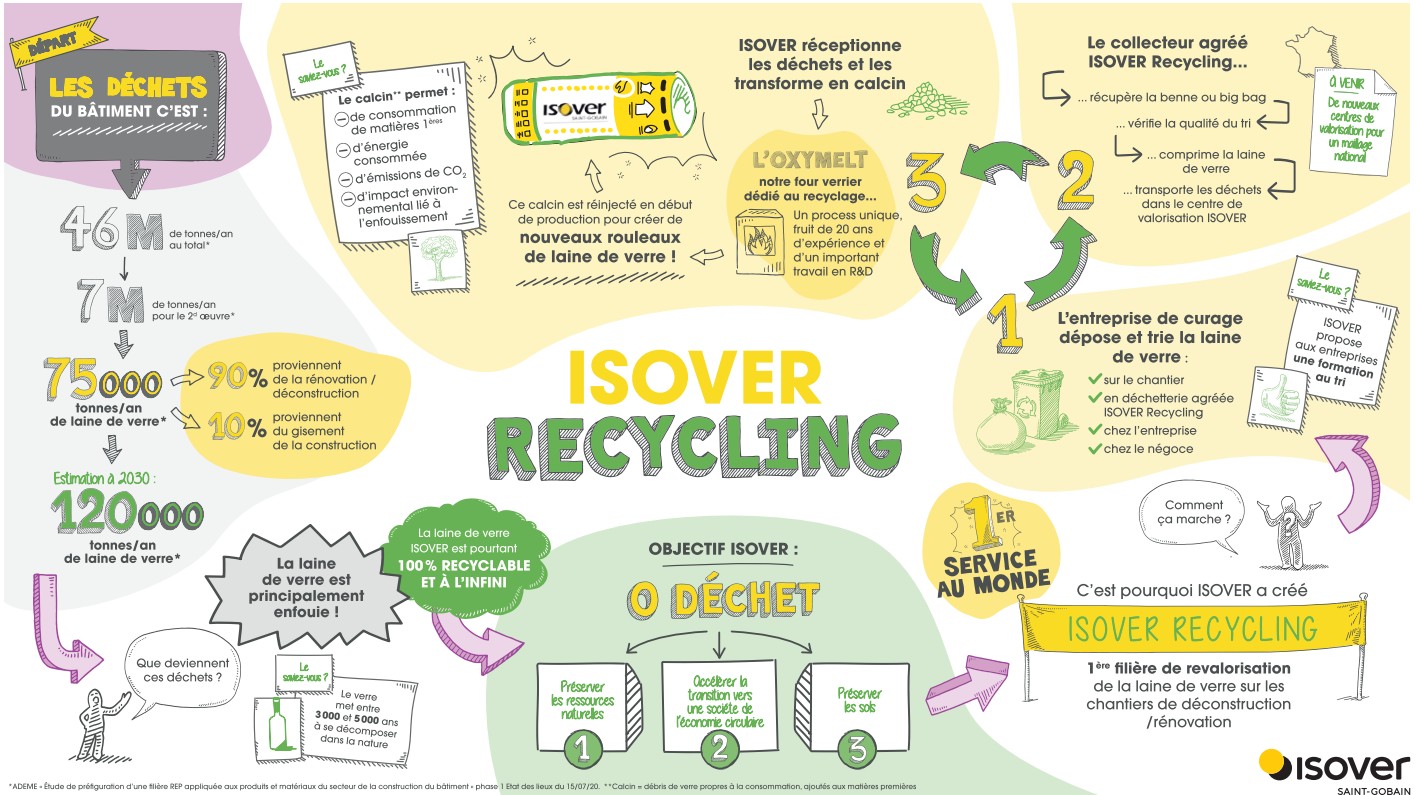 DÉPART
LES DÉCHETS
DU BÂTIMENT C'EST :
46 M
de tonnes/an
au total*
7 M
de tonnes/an
pour le 2d œuvre*
75000
tonnes/an
de laine de verre*
90%
proviennent
de la rénovation /
déconstruction
10%
proviennent
du gisement
de la construction
Estimation à 2030 :
120000
tonnes/an
de laine de verre*
Que deviennent
ces déchets ?
La laine
de verre est
principalement
enfouie !
Le
saviez-vous ?
Le verre
met entre
3 000 et 5 000 ans
à se décomposer
dans la nature
La laine de verre
ISOVER est pourtant
100 % RECYCLABLE
ET À L'INFINI
OBJECTIF ISOVER :
0 DÉCHET
Préserver
les ressources
naturelles
1
Accélérer la
transition vers
une société de
l'économie circulaire
2
Préserver
les sols
3
1ER
SERVICE
AU MONDE
C'est pourquoi ISOVER a créé
ISOVER RECYCLING
1ère filière de revalorisation
de la laine de verre sur les
chantiers de déconstruction
/rénovation
Comment
ça marche ?
?
ISOVER
RECYCLING
1
L'entreprise de curage
dépose et trie la laine
de verre :
sur le chantier
en déchetterie agréée
ISOVER Recycling
chez l'entreprise
chez le négoce
Le
saviez-vous ?
ISOVER
propose
aux entreprises
une formation
au tri
2
Le collecteur agréé
ISOVER Recycling...
... récupère la benne ou big bag
... vérifie la qualité du tri
... comprime la laine
de verre
... transporte les déchets
dans le centre de
valorisation ISOVER
À VENIR
De nouveaux
centres de
valorisation pour
un maillage
national
3
ISOVER réceptionne
les déchets et les
transforme en calcin
L'OXYMELT
notre four verrier
dédié au recyclage...
Un process unique,
fruit de 20 ans
d'expérience et
d'un important
travail en R&D
isover
SAINT-GOBAIN
Ce calcin est réinjecté en début
de production pour créer de
nouveaux rouleaux
de laine de verre !
Le
saviez-vous ?
Le calcin** permet :
de consommation
de matières 1ères
d'énergie
consommée
d'émissions de CO2
d'impact environ-
nemental lié à
l'enfouissement
*ADEME « Étude de préfiguration d'une filière REP appliquée aux produits et matériaux du secteur de la construction du bâtiment » phase 1 Etat des lieux du 15/07/20. **Calcin = débris de verre propres à la consommation, ajoutés aux matières premières
isover
SAINT-GOBAIN